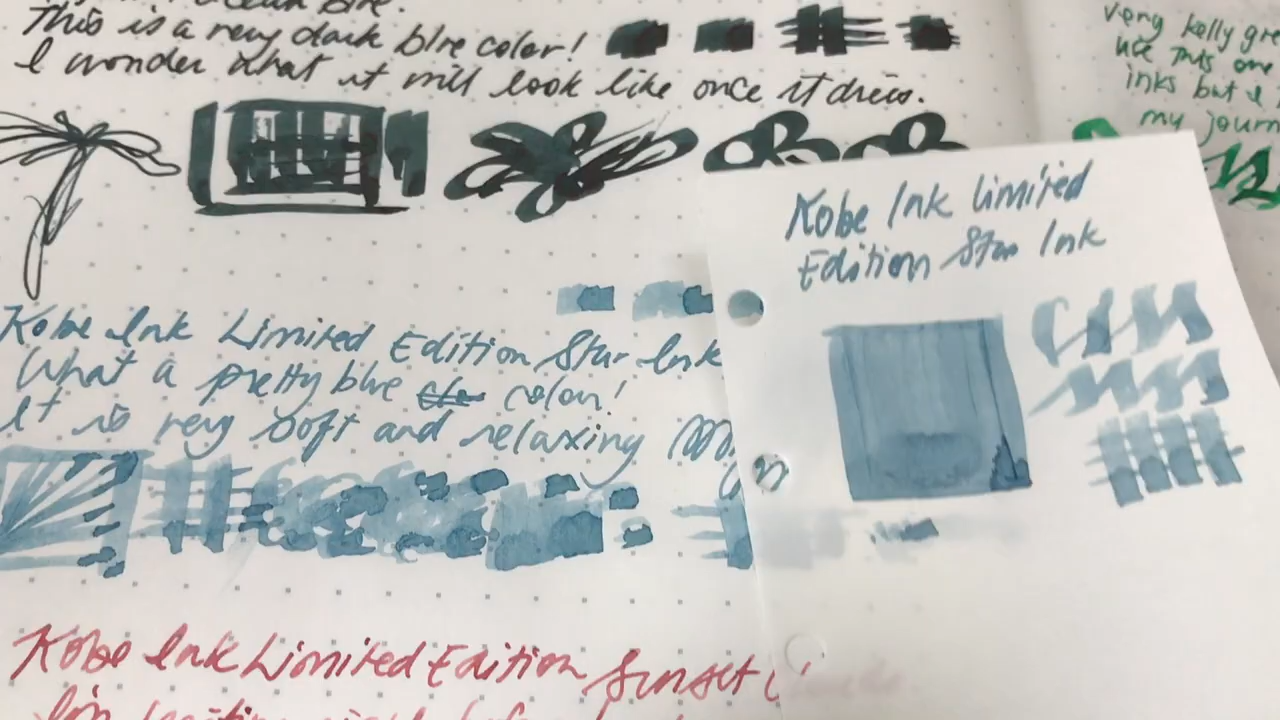 This is a very dark blue color!
I wonder what it will look like once it dries.
very kelly gre
inks but I
my journ
Kobe Ink Limited
Edition Star Ink
Kobe Ink Limited Edition Star Ink
What a pretty blue color!
It is very soft and relaxing
Kobe Ink Limited Edition Sunset